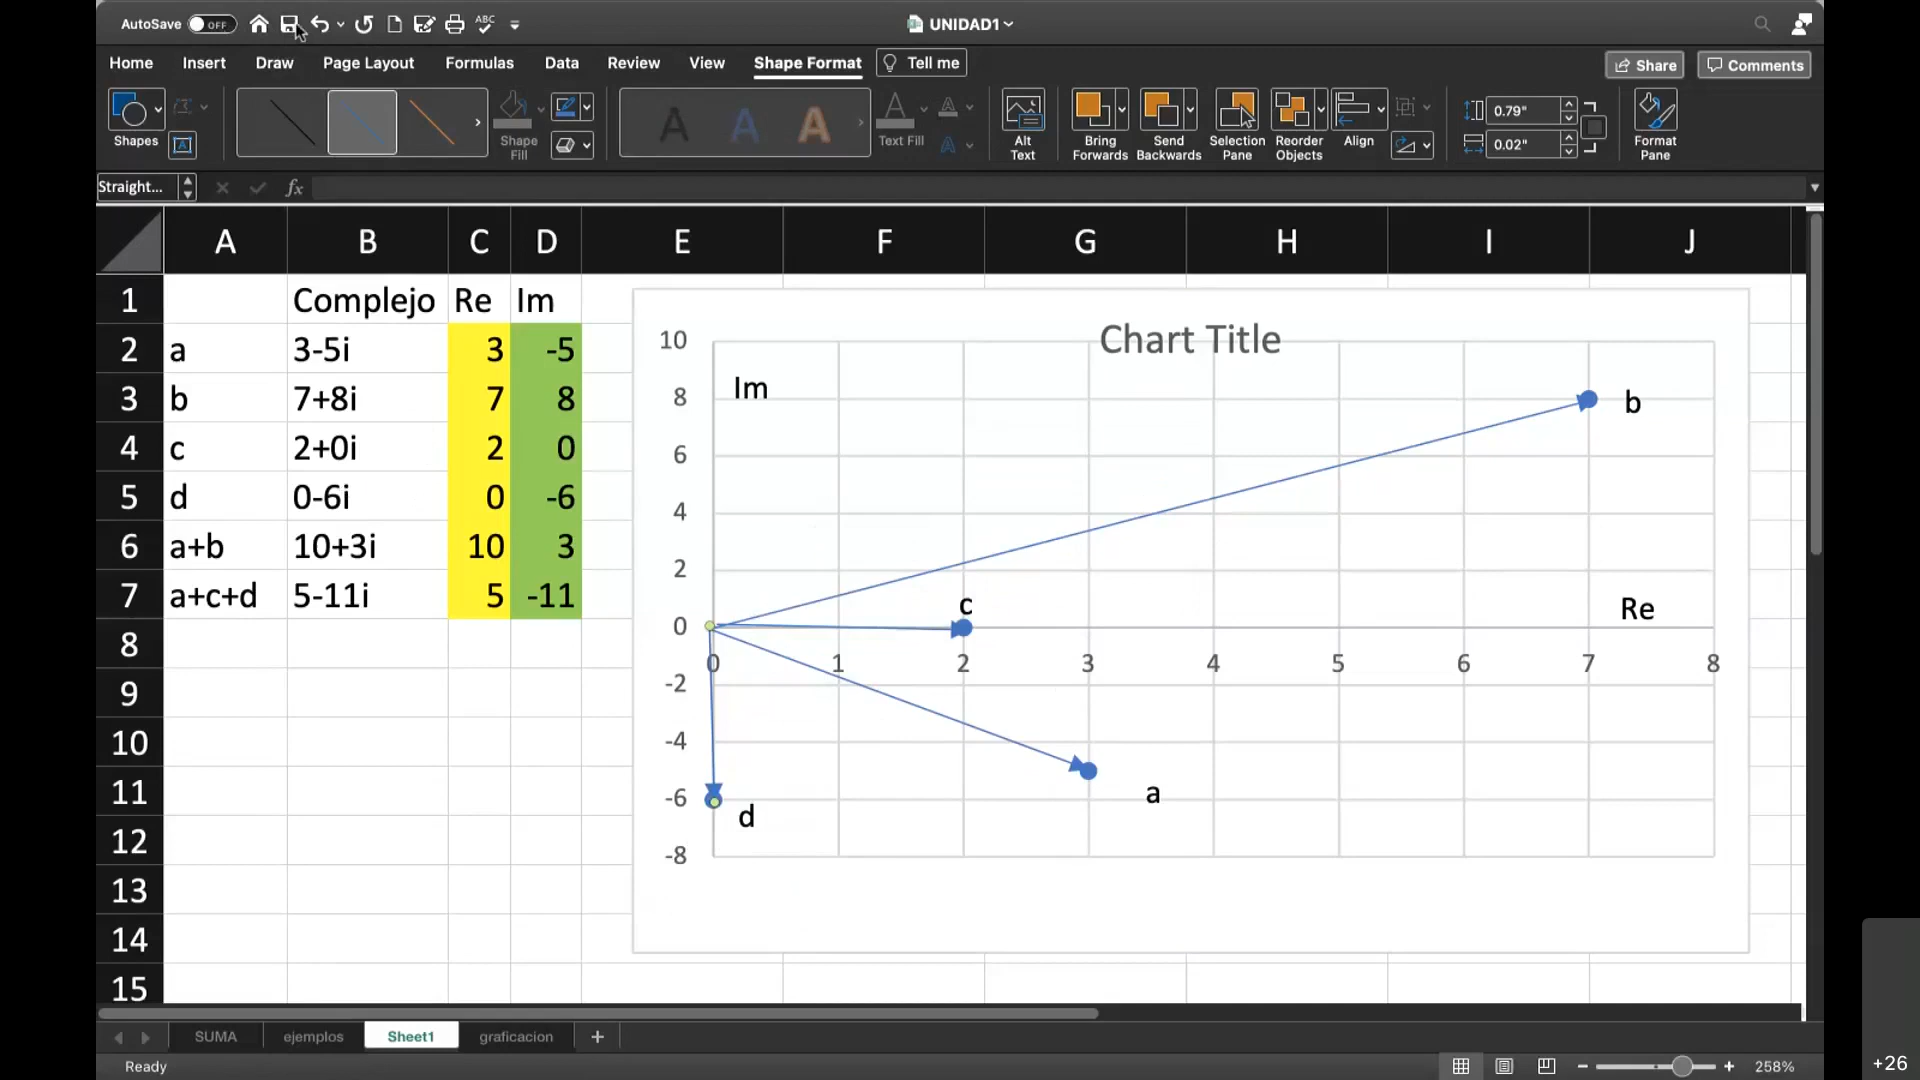 AutoSave OFF ABC UNIDAD1
Home Insert Draw Page Layout Formulas Data Review View Shape Format Tell me Share Comments
Shapes Shape Fill A A A Text Fill Alt Text Bring Forwards Send Backwards Selection Pane Reorder Objects Align 0.79" 0.02" Format Pane
Straight... fx
A B C D E F G H I J
1 Complejo Re Im
2 a 3-5i 3 -5
3 b 7+8i 7 8
4 c 2+0i 2 0
5 d 0-6i 0 -6
6 a+b 10+3i 10 3
7 a+c+d 5-11i 5 -11
8
9
10
11
12
13
14
15
Chart Title
10
8 Im b
6
4
2
c Re
0
0 1 2 3 4 5 6 7 8
-2
-4
a
-6 d
-8
SUMA ejemplos Sheet1 graficacion +
Ready 258%
+26